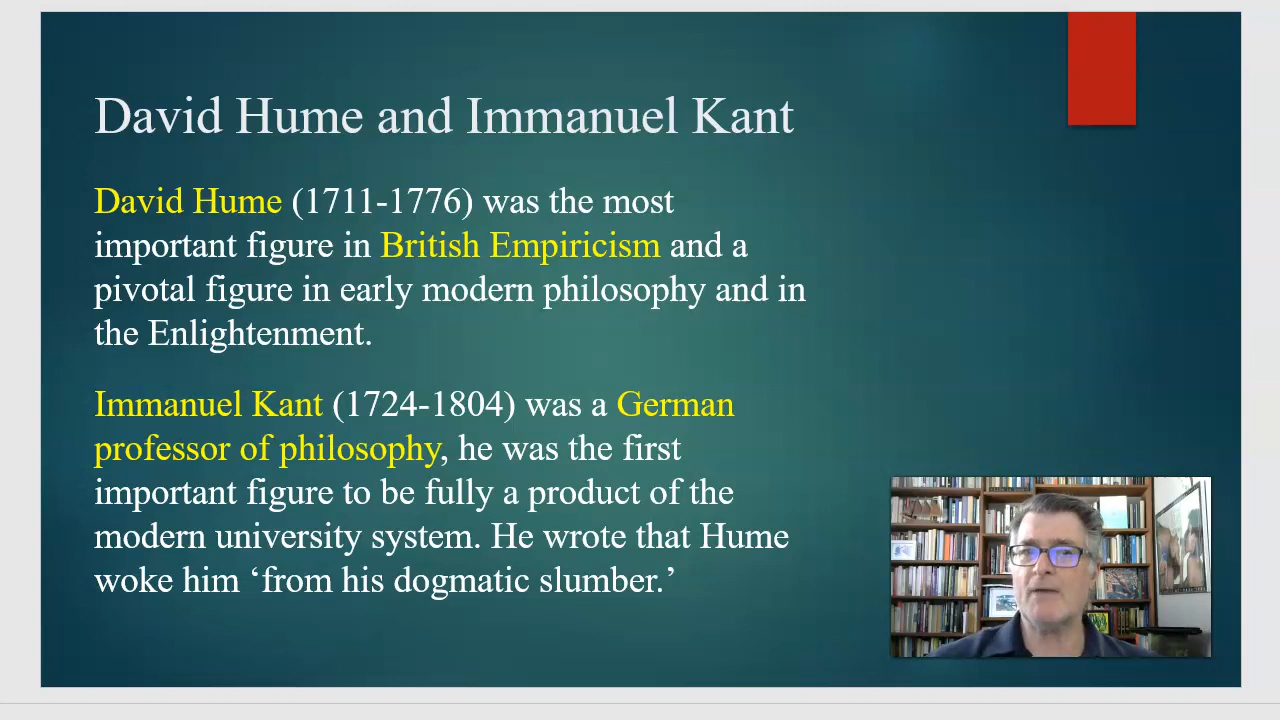 David Hume and Immanuel Kant
David Hume (1711-1776) was the most
important figure in British Empiricism and a
pivotal figure in early modern philosophy and in
the Enlightenment.
Immanuel Kant (1724-1804) was a German
professor of philosophy, he was the first
important figure to be fully a product of the
modern university system. He wrote that Hume
woke him ‘from his dogmatic slumber.’